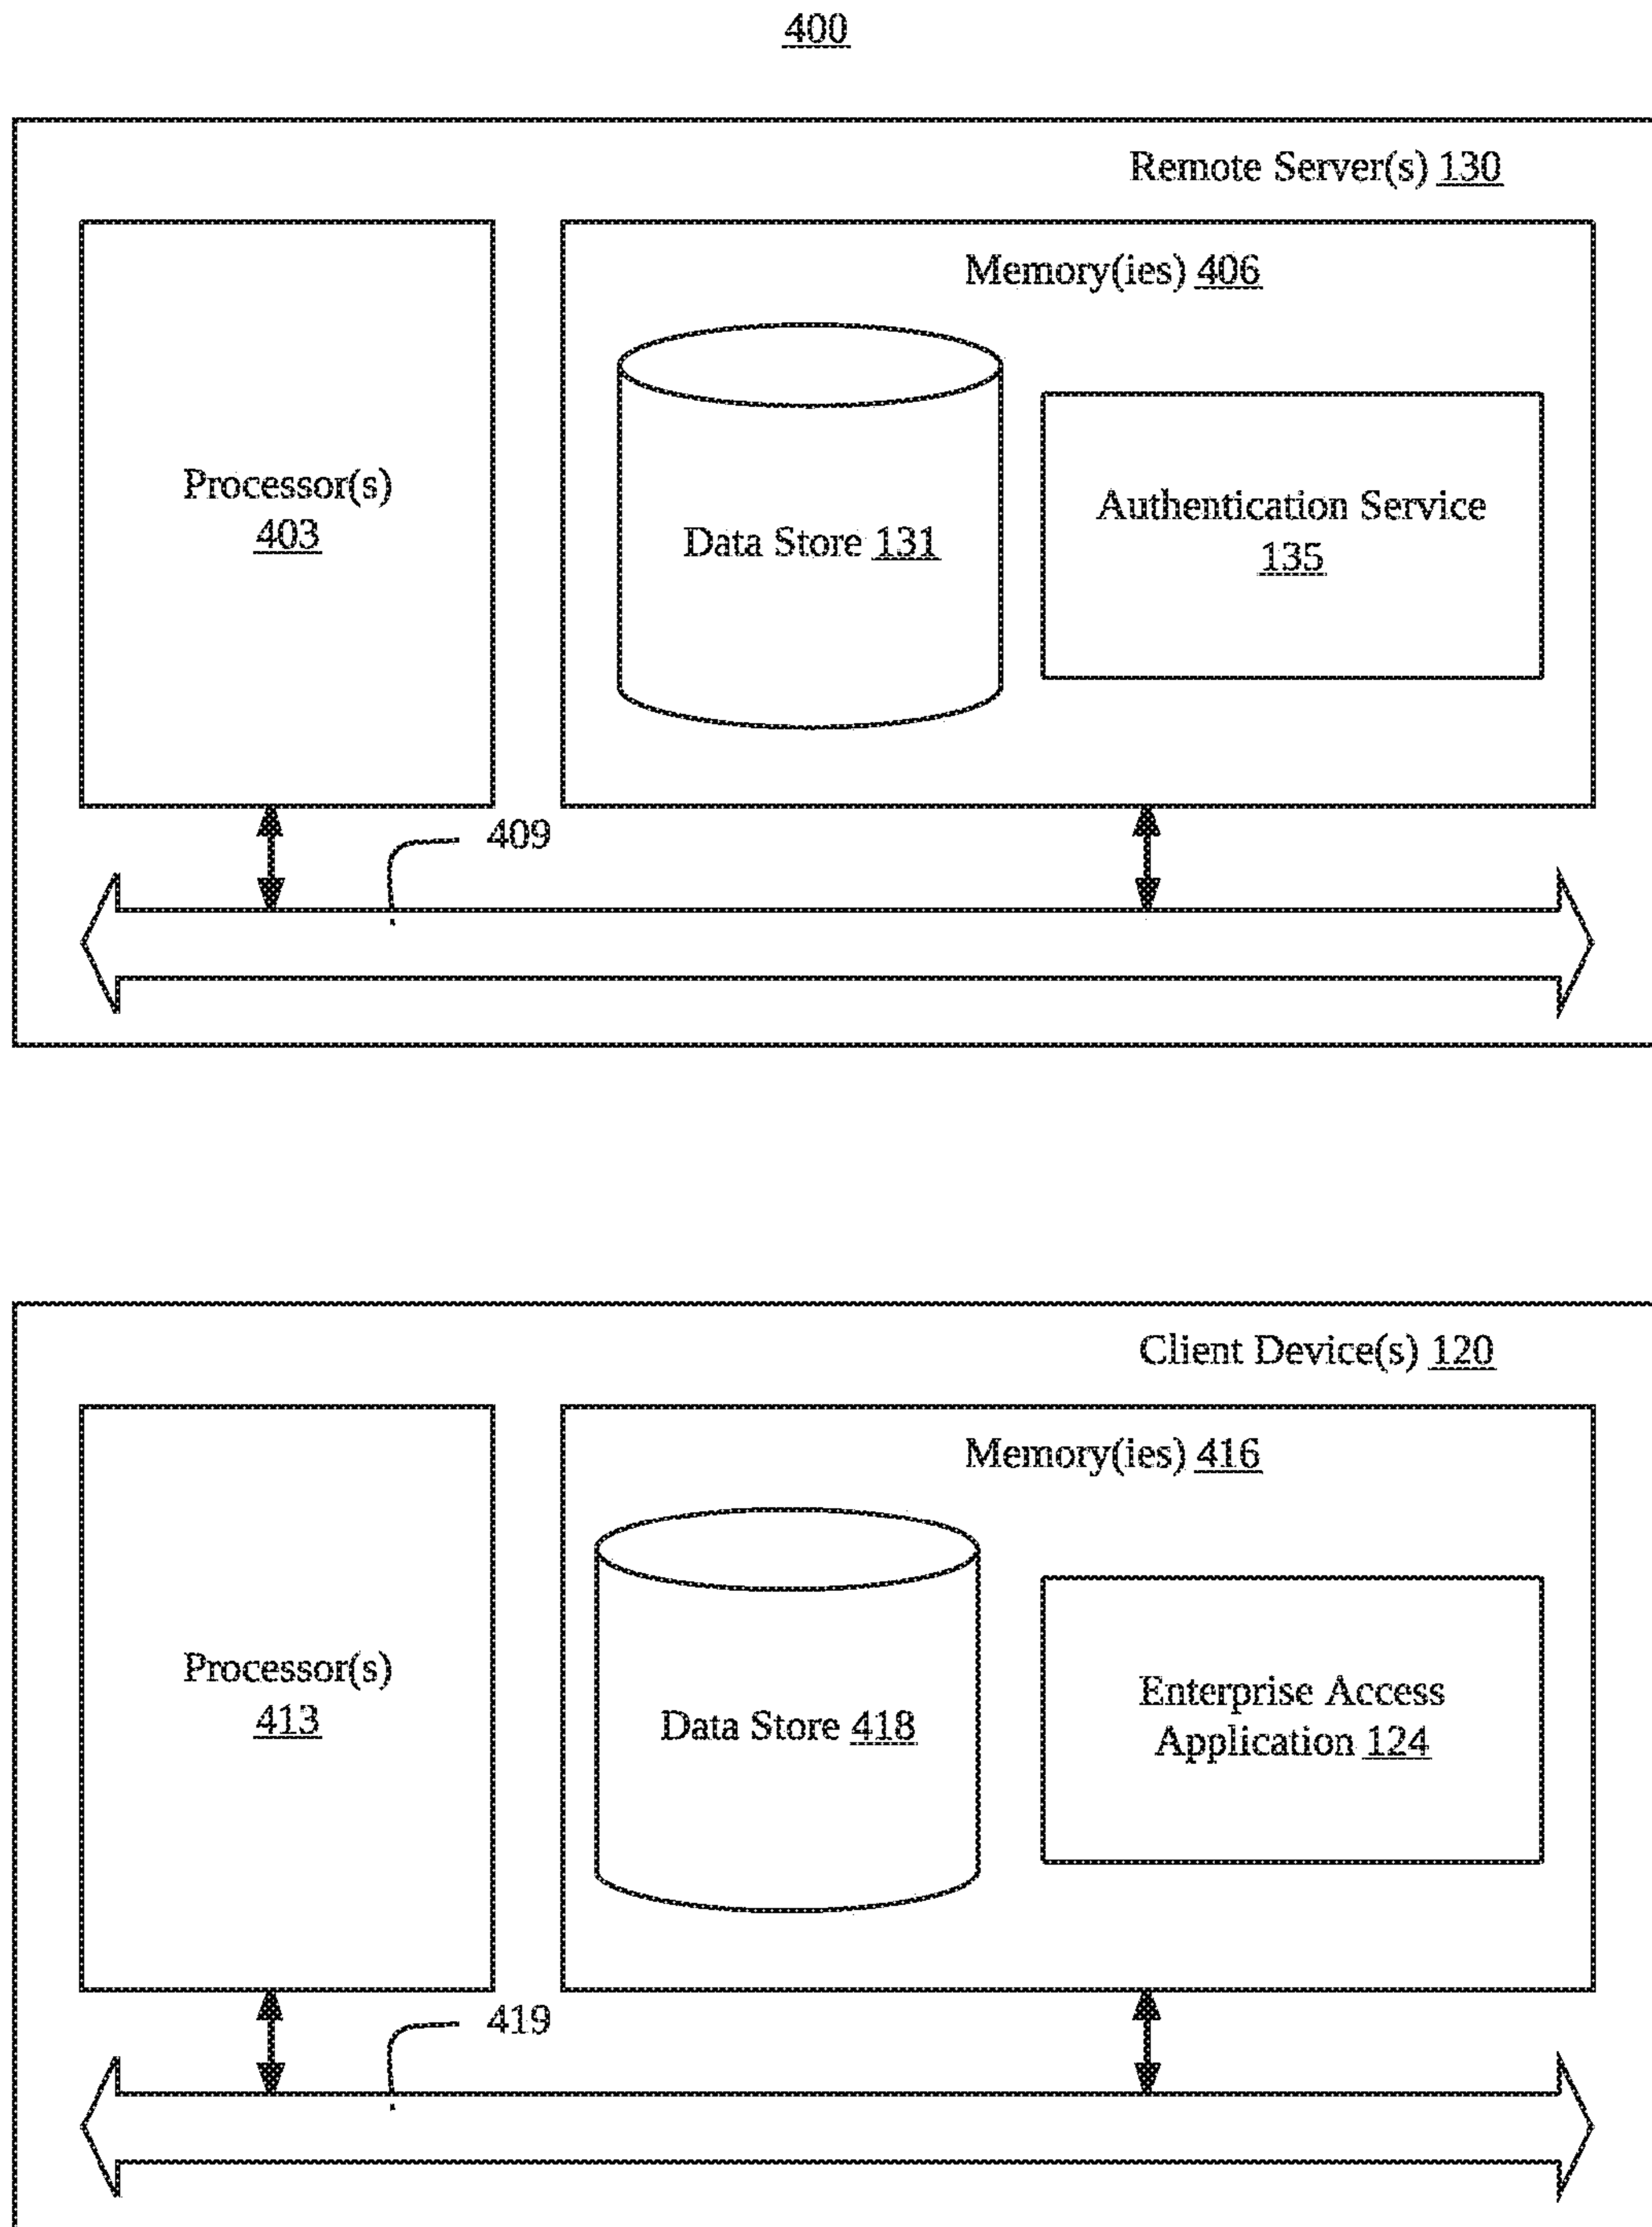 400
Remote Server(s) 130
Memory(ies) 406
Processor(s)
403
Data Store 131
Authentication Service
135
409
Client Device(s) 120
Memory(ies) 416
Processor(s)
413
Data Store 418
Enterprise Access
Application 124
419